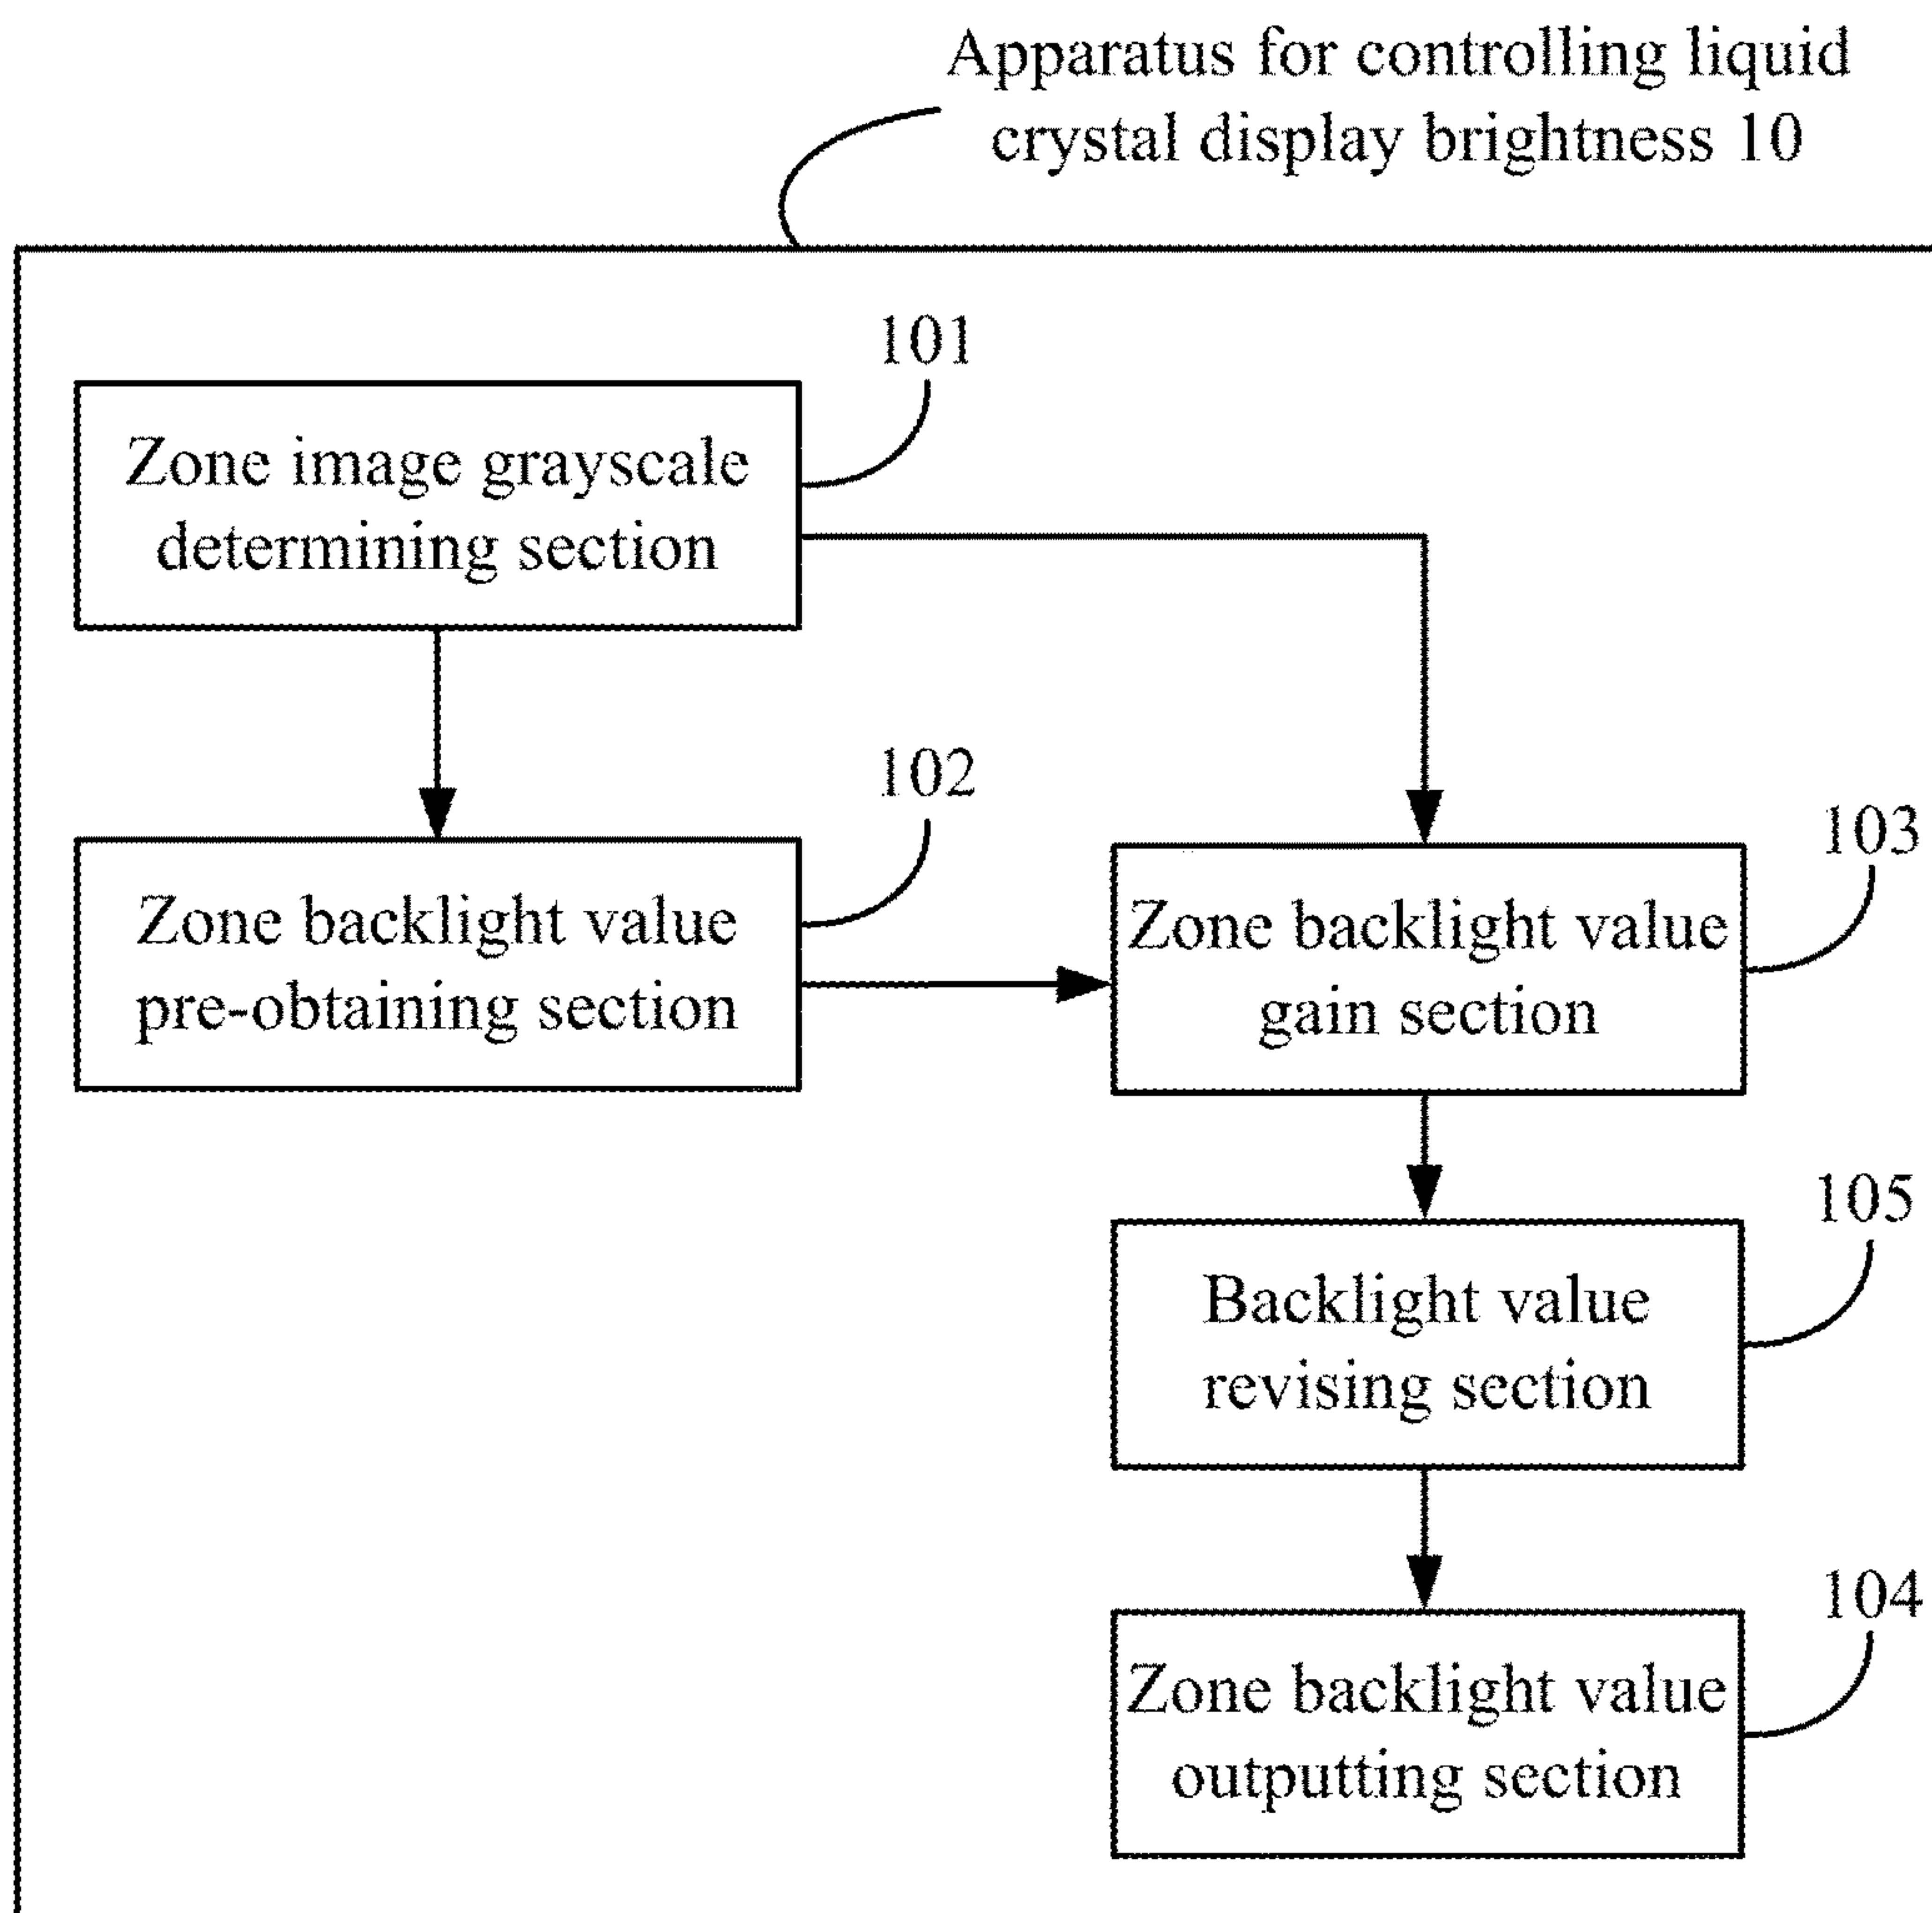 Apparatus for controlling liquid
crystal display brightness 10
101
Zone image grayscale
determining section
102
Zone backlight value
pre-obtaining section
103
Zone backlight value
gain section
105
Backlight value
revising section
104
Zone backlight value
outputting section